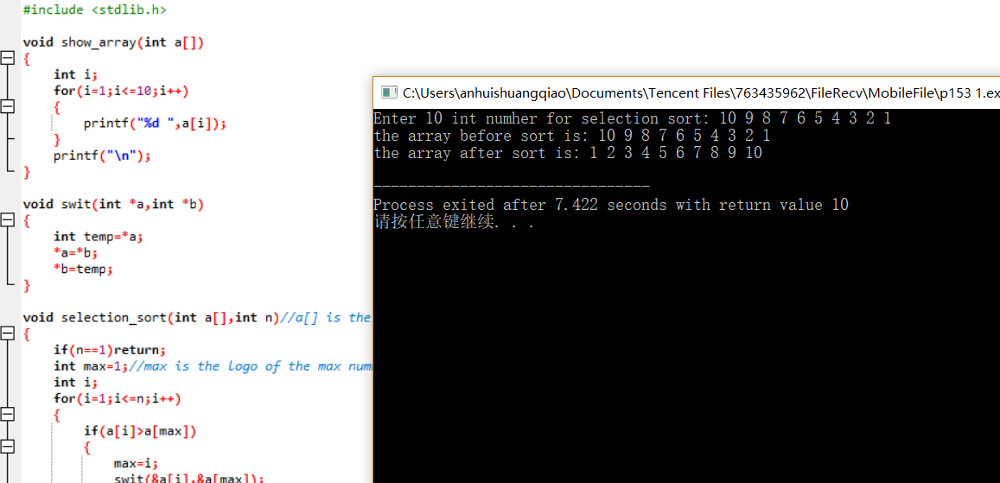 #include <stdlib.h>
void show_array(int a[])
{
int i;
for(i=1;i<=10;i++)
{
printf("%d ",a[i]);
}
printf("\n");
}
void swit(int *a,int *b)
{
int temp=*a;
*a=*b;
*b=temp;
}
void selection_sort(int a[],int n)//a[] is the
{
if(n==1)return;
int max=1;//max is the logo of the max num
int i;
for(i=1;i<=n;i++)
{
if(a[i]>a[max])
{
max=i;
swit(&a[i],&a[max]);
C:\Users\anhuishuangqiao\Documents\Tencent Files\763435962\FileRecv\MobileFile\p153 1.ex
Enter 10 int numher for selection sort: 10 9 8 7 6 5 4 3 2 1
the array before sort is: 10 9 8 7 6 5 4 3 2 1
the array after sort is: 1 2 3 4 5 6 7 8 9 10
--------------------------------
Process exited after 7.422 seconds with return value 10
请按任意键继续. . .